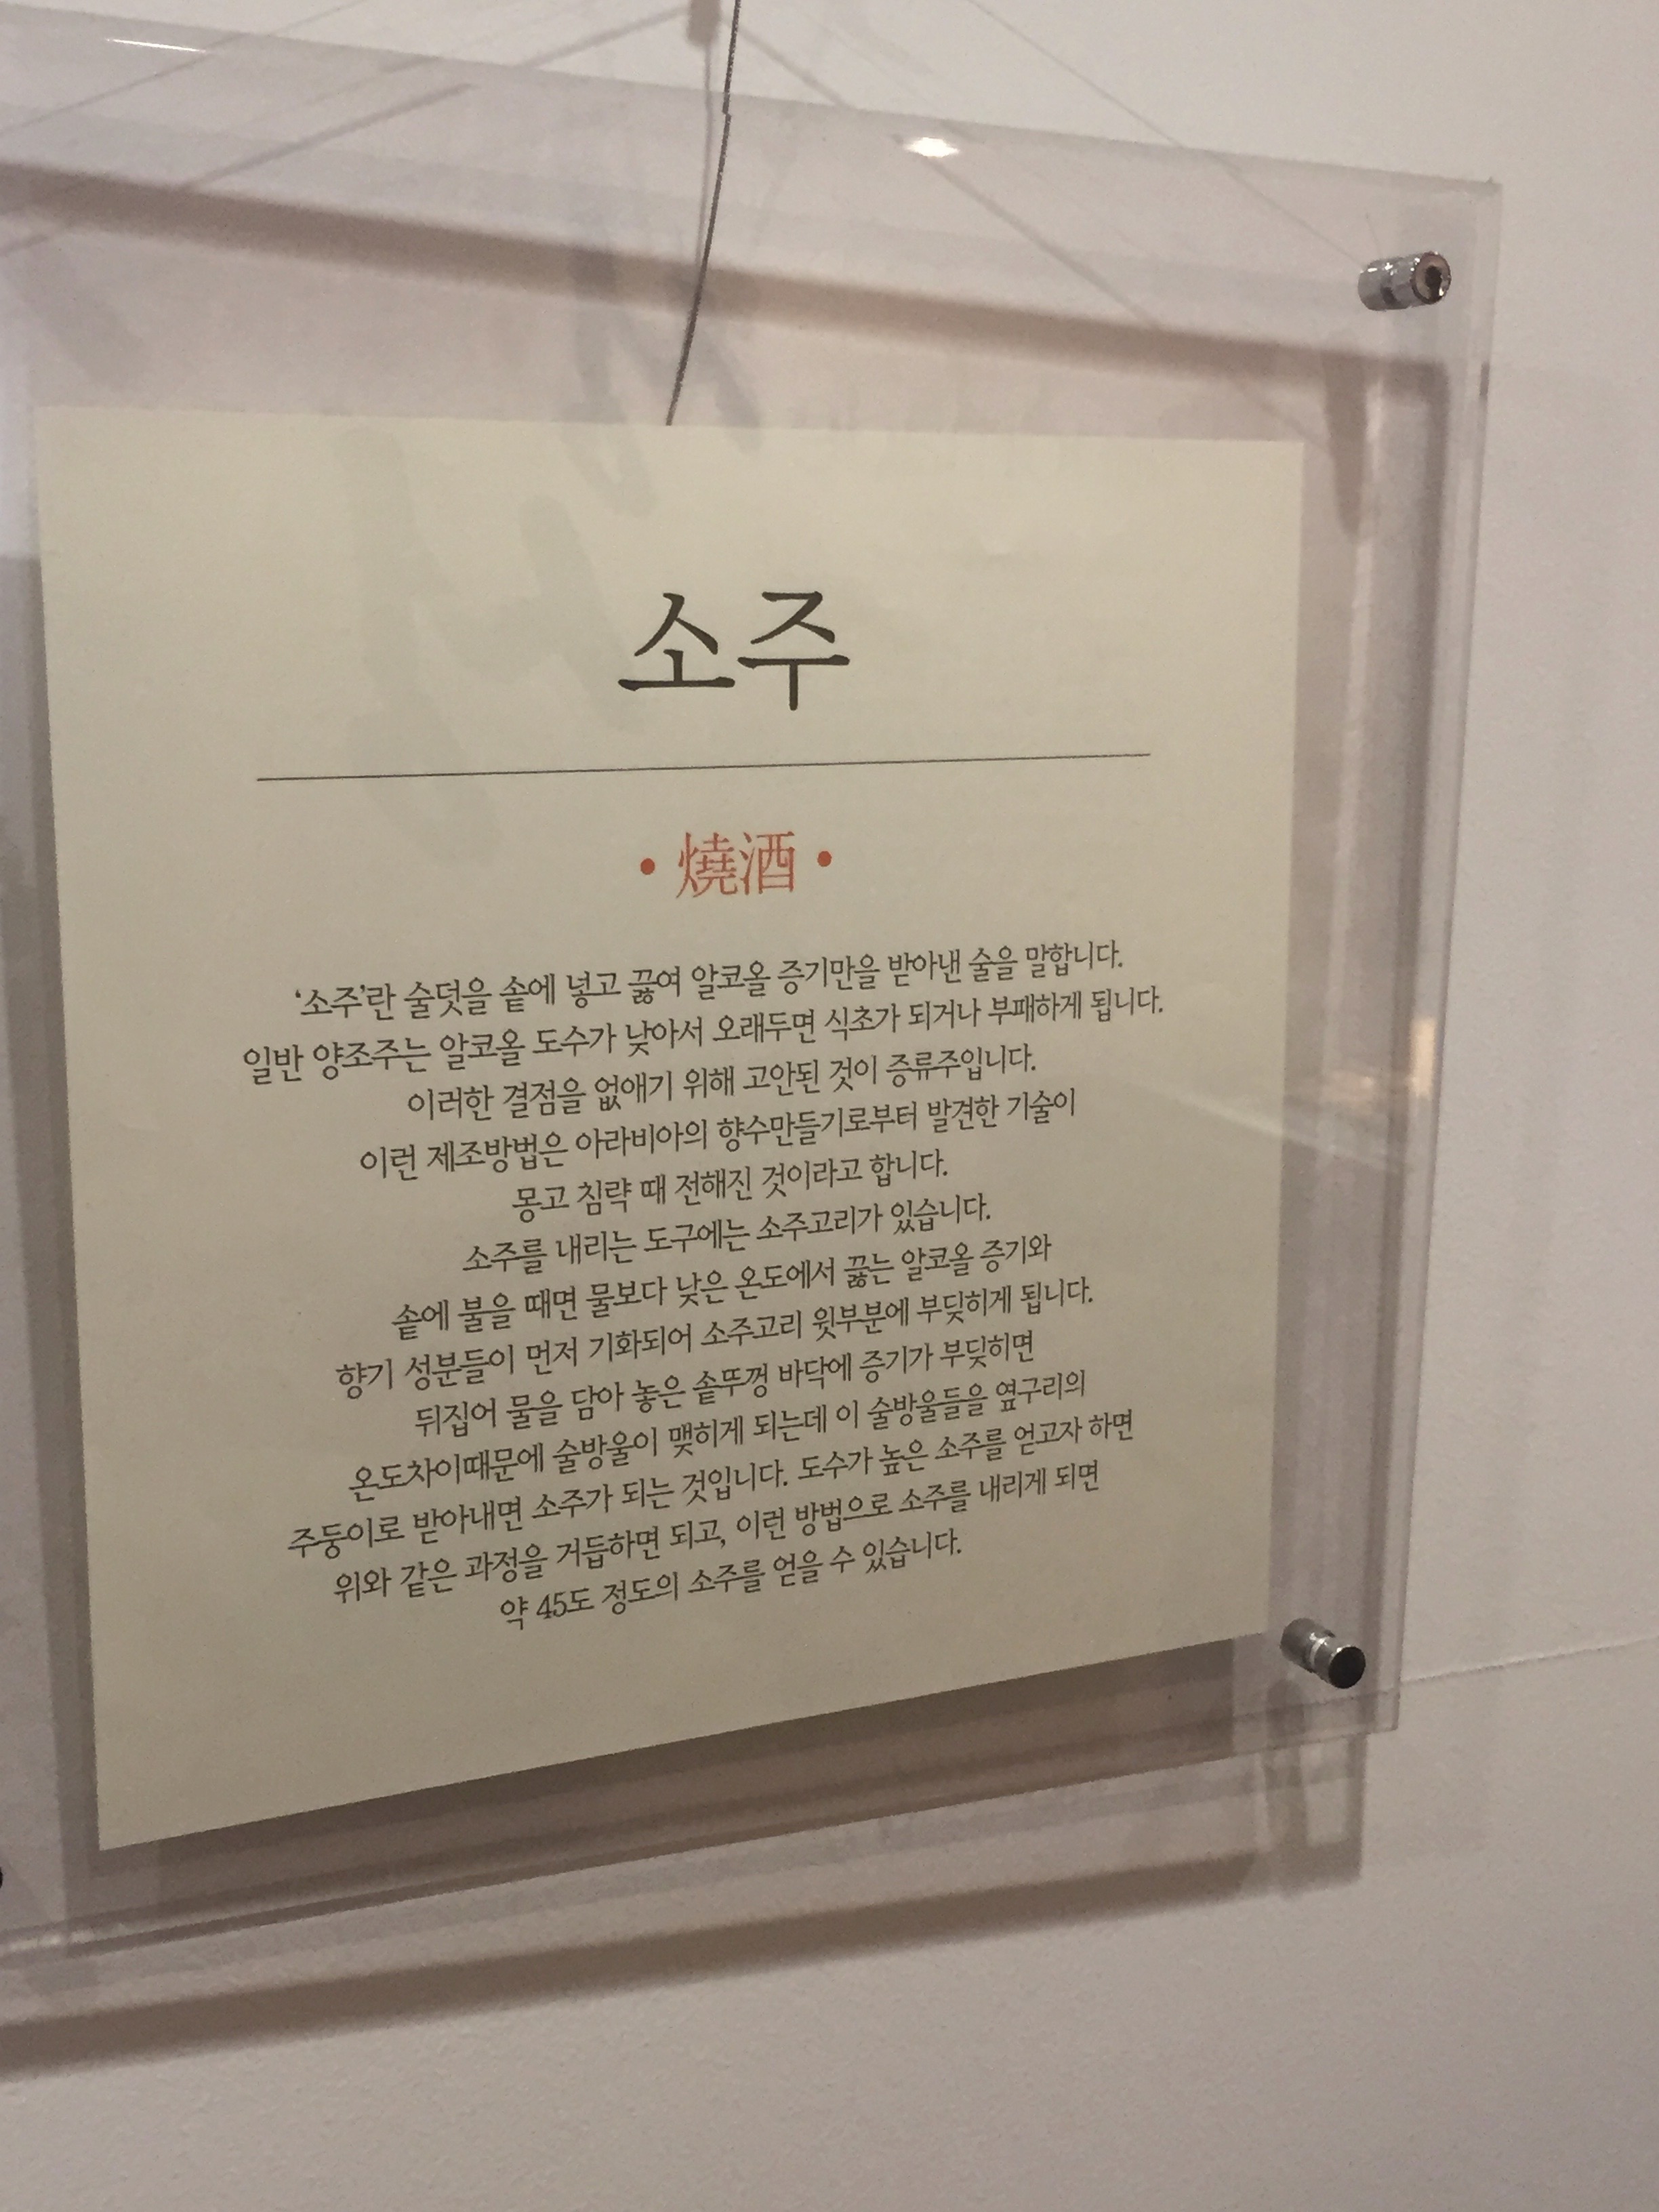 소주
• 燒酒 •
‘소주’란 술덧을 솥에 넣고 끓여 알코올 증기만을 받아낸 술을 말합니다.
일반 양조주는 알코올 도수가 낮아서 오래두면 식초가 되거나 부패하게 됩니다.
이러한 결점을 없애기 위해 고안된 것이 증류주입니다.
이런 제조방법은 아라비아의 향수만들기로부터 발견한 기술이
몽고 침략 때 전해진 것이라고 합니다.
소주를 내리는 도구에는 소주고리가 있습니다.
솥에 불을 때면 물보다 낮은 온도에서 끓는 알코올 증기와
향기 성분들이 먼저 기화되어 소주고리 윗부분에 부딪히게 됩니다.
뒤집어 물을 담아 놓은 솥뚜껑 바닥에 증기가 부딪히면
온도차이때문에 술방울이 맺히게 되는데 이 술방울들을 옆구리의
주둥이로 받아내면 소주가 되는 것입니다. 도수가 높은 소주를 얻고자 하면
위와 같은 과정을 거듭하면 되고, 이런 방법으로 소주를 내리게 되면
약 45도 정도의 소주를 얻을 수 있습니다.